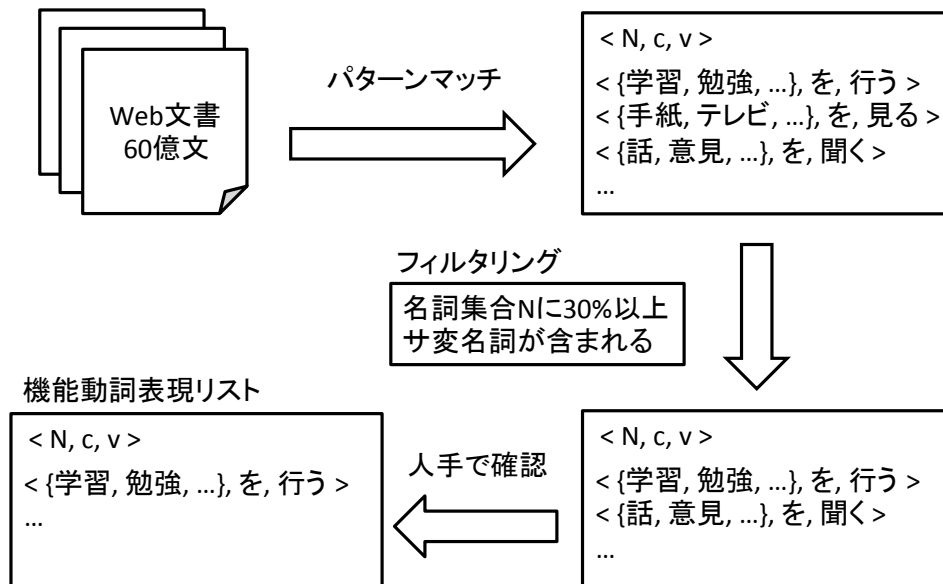 Web文書
60億文
パターンマッチ
< N, c, v >
< {学習, 勉強, ...}, を, 行う >
< {手紙, テレビ, ...}, を, 見る >
< {話, 意見, ...}, を, 聞く >
...
フィルタリング
名詞集合Nに30%以上
サ変名詞が含まれる
< N, c, v >
< {学習, 勉強, ...}, を, 行う >
< {話, 意見, ...}, を, 聞く >
...
人手で確認
機能動詞表現リスト
< N, c, v >
< {学習, 勉強, ...}, を, 行う >
...